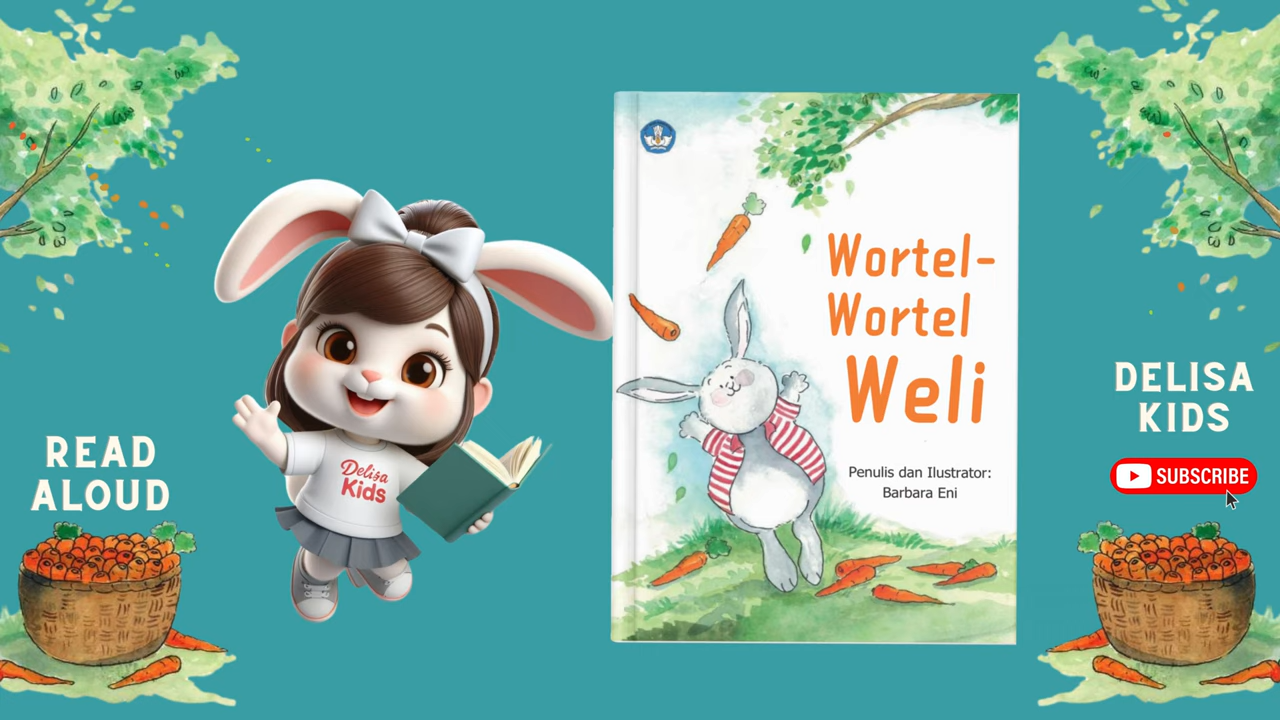 READ
ALOUD
Delisa
Kids
Wortel-
Wortel
Weli
Penulis dan Ilustrator:
Barbara Eni
DELISA
KIDS
SUBSCRIBE